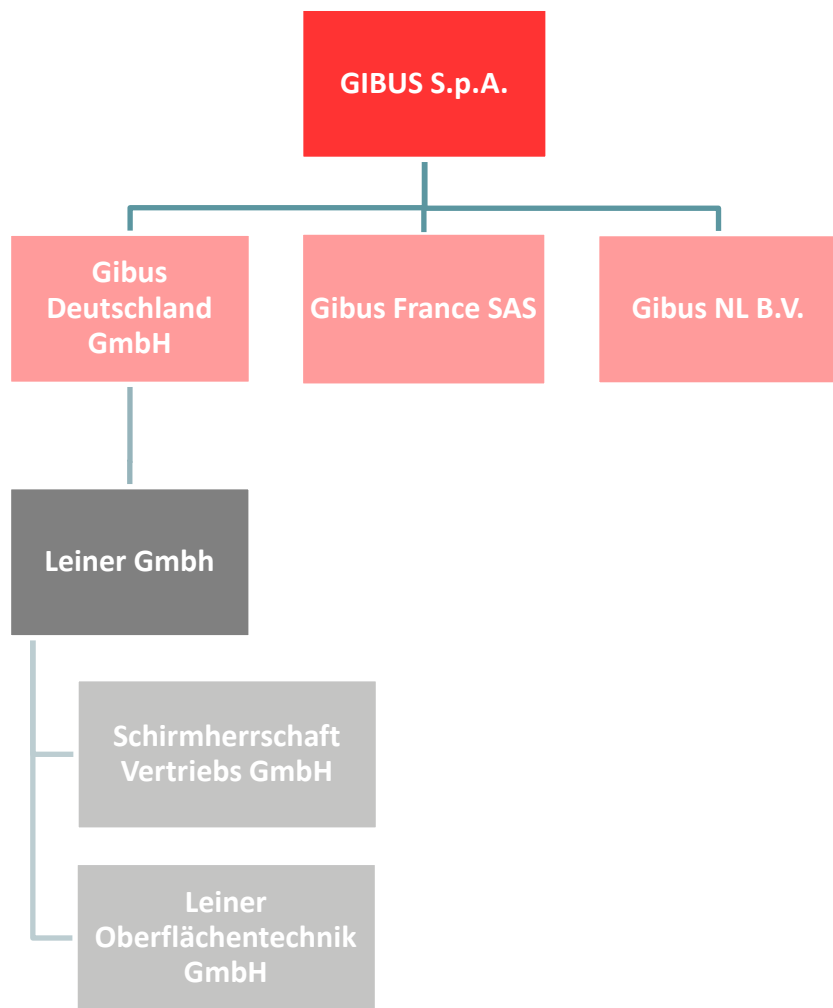 GIBUS S.p.A.
Gibus
Deutschland
GmbH
Gibus France SAS
Gibus NL B.V.
Leiner Gmbh
Schirmherrschaft
Vertriebs GmbH
Leiner
Oberflächentechnik
GmbH